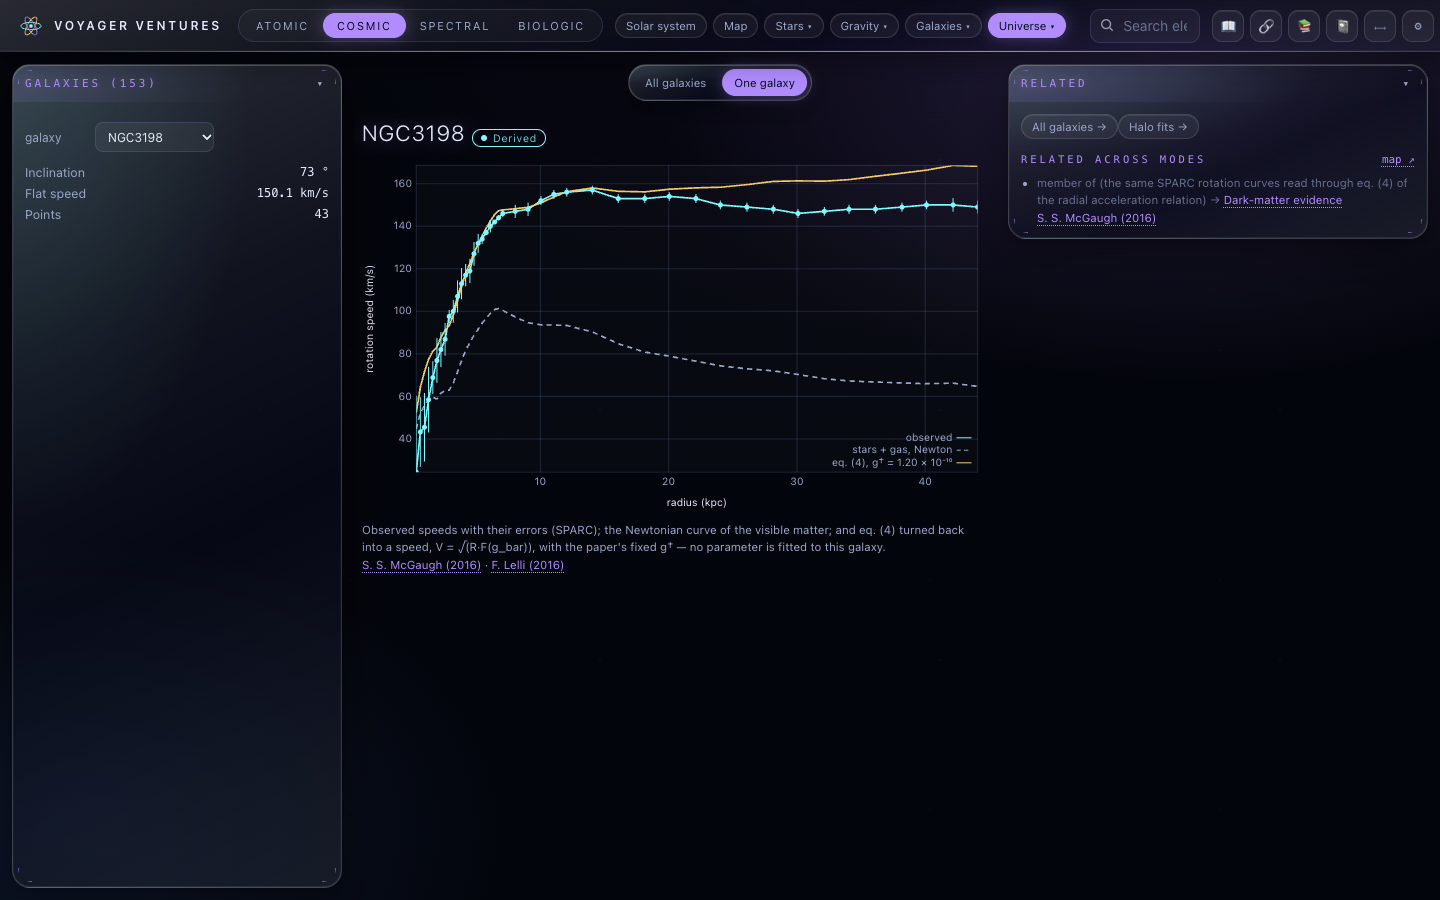 VOYAGER VENTURES
ATOMIC
COSMIC
SPECTRAL
BIOLOGIC
Solar system
Map
Stars ▾
Gravity ▾
Galaxies ▾
Universe ▾
Search ele
GALAXIES (153) ▾
galaxy NGC3198
Inclination 73 °
Flat speed 150.1 km/s
Points 43
All galaxies
One galaxy
NGC3198
Derived
160
140
120
100
80
60
40
rotation speed (km/s)
observed
stars + gas, Newton
eq. (4), g† = 1.20 × 10⁻¹⁰
10 20 30 40
radius (kpc)
Observed speeds with their errors (SPARC); the Newtonian curve of the visible matter; and eq. (4) turned back
into a speed, V = √(R·F(g_bar)), with the paper's fixed g† — no parameter is fitted to this galaxy.
S. S. McGaugh (2016) · F. Lelli (2016)
RELATED ▾
All galaxies →
Halo fits →
RELATED ACROSS MODES
map ↗
• member of (the same SPARC rotation curves read through eq. (4) of
the radial acceleration relation) → Dark-matter evidence
S. S. McGaugh (2016)